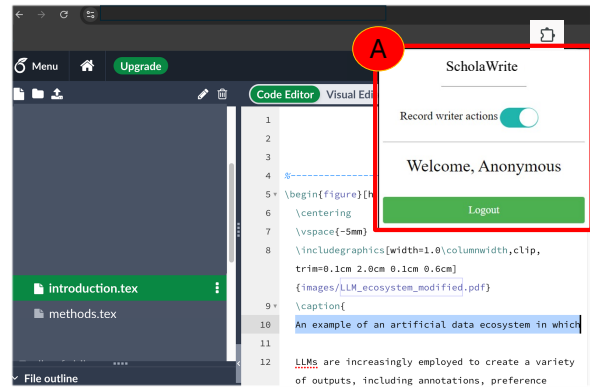 A
ScholaWrite
Menu
Upgrade
Record writer actions
Code Editor Visual Edi
Welcome, Anonymous
Logout
introduction.tex
methods.tex
File outline
1
2
3
4 %------------------
5 \begin{figure}[h
6 \centering
7 \vspace{-5mm}
8 \includegraphics[width=1.0\columnwidth,clip,
trim=0.1cm 2.0cm 0.1cm 0.6cm]
{images/LLM_ecosystem_modified.pdf}
9 \caption{
10 An example of an artificial data ecosystem in which
11
12 LLMs are increasingly employed to create a variety
of outputs, including annotations, preference